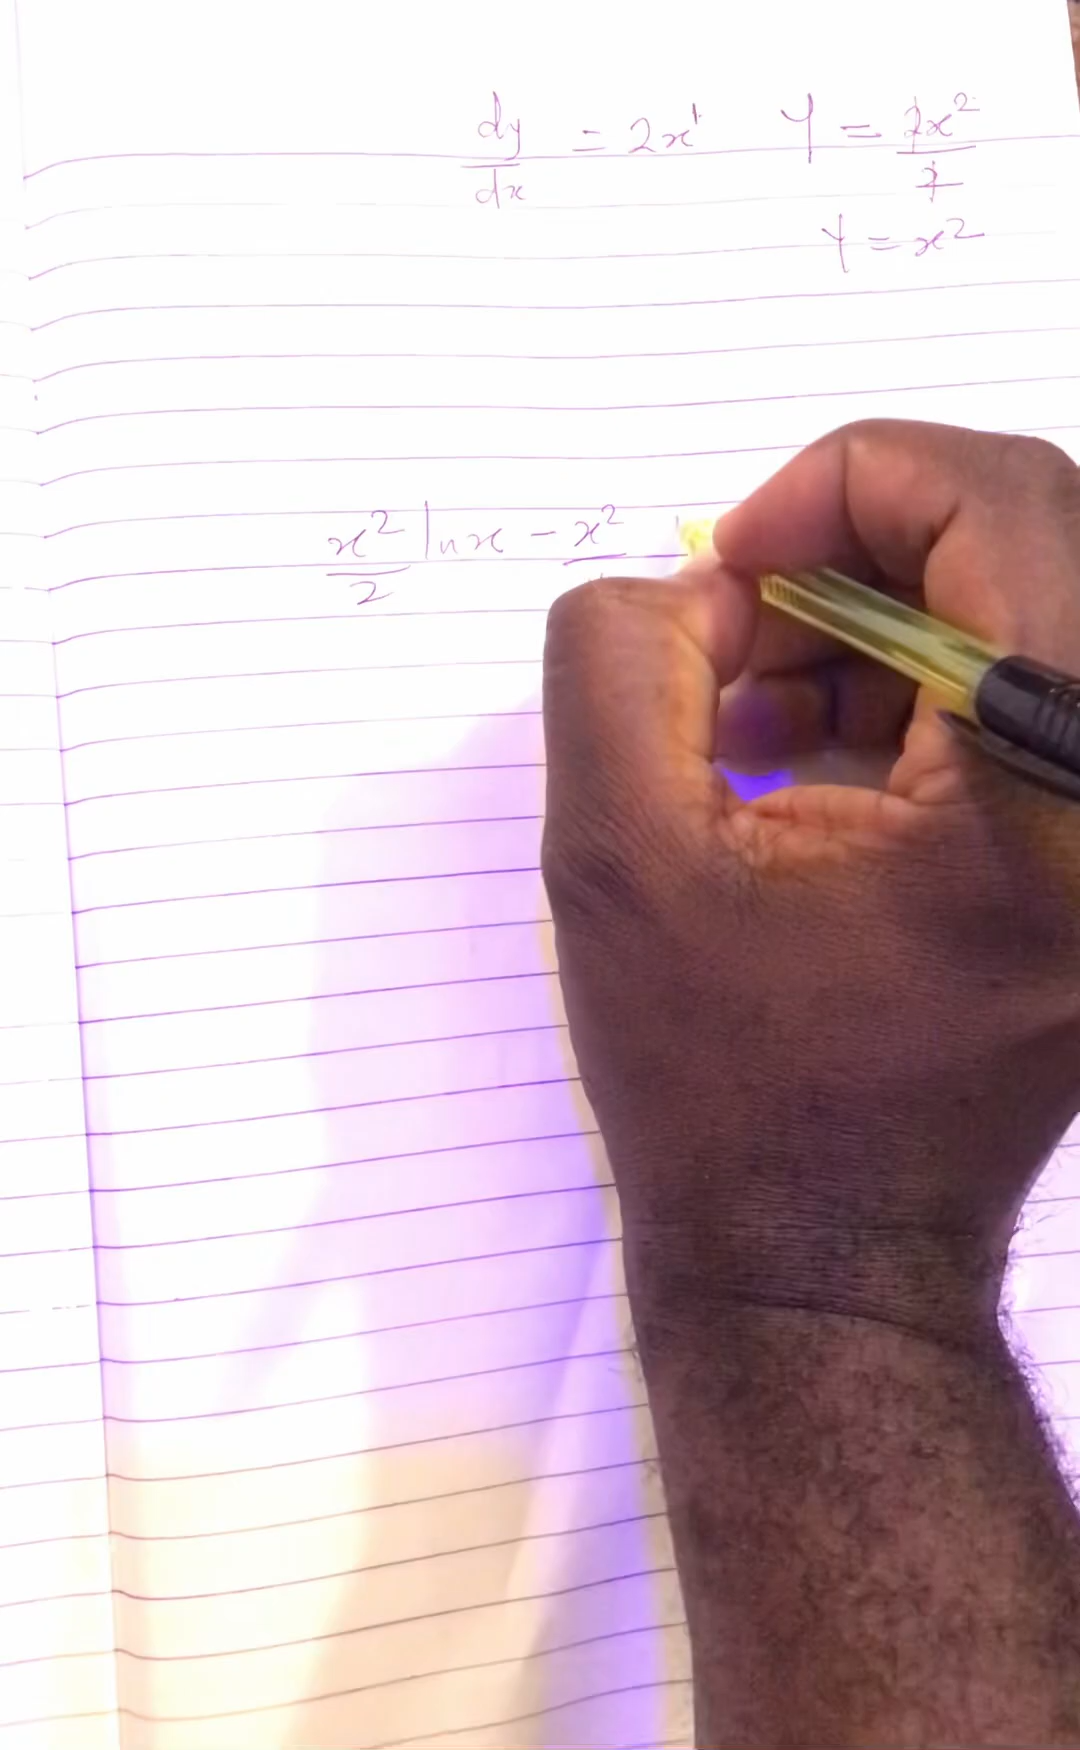 dy/dx = 2x¹ Y = 2x²/2
Y = x²
x²/2 lnx - x²